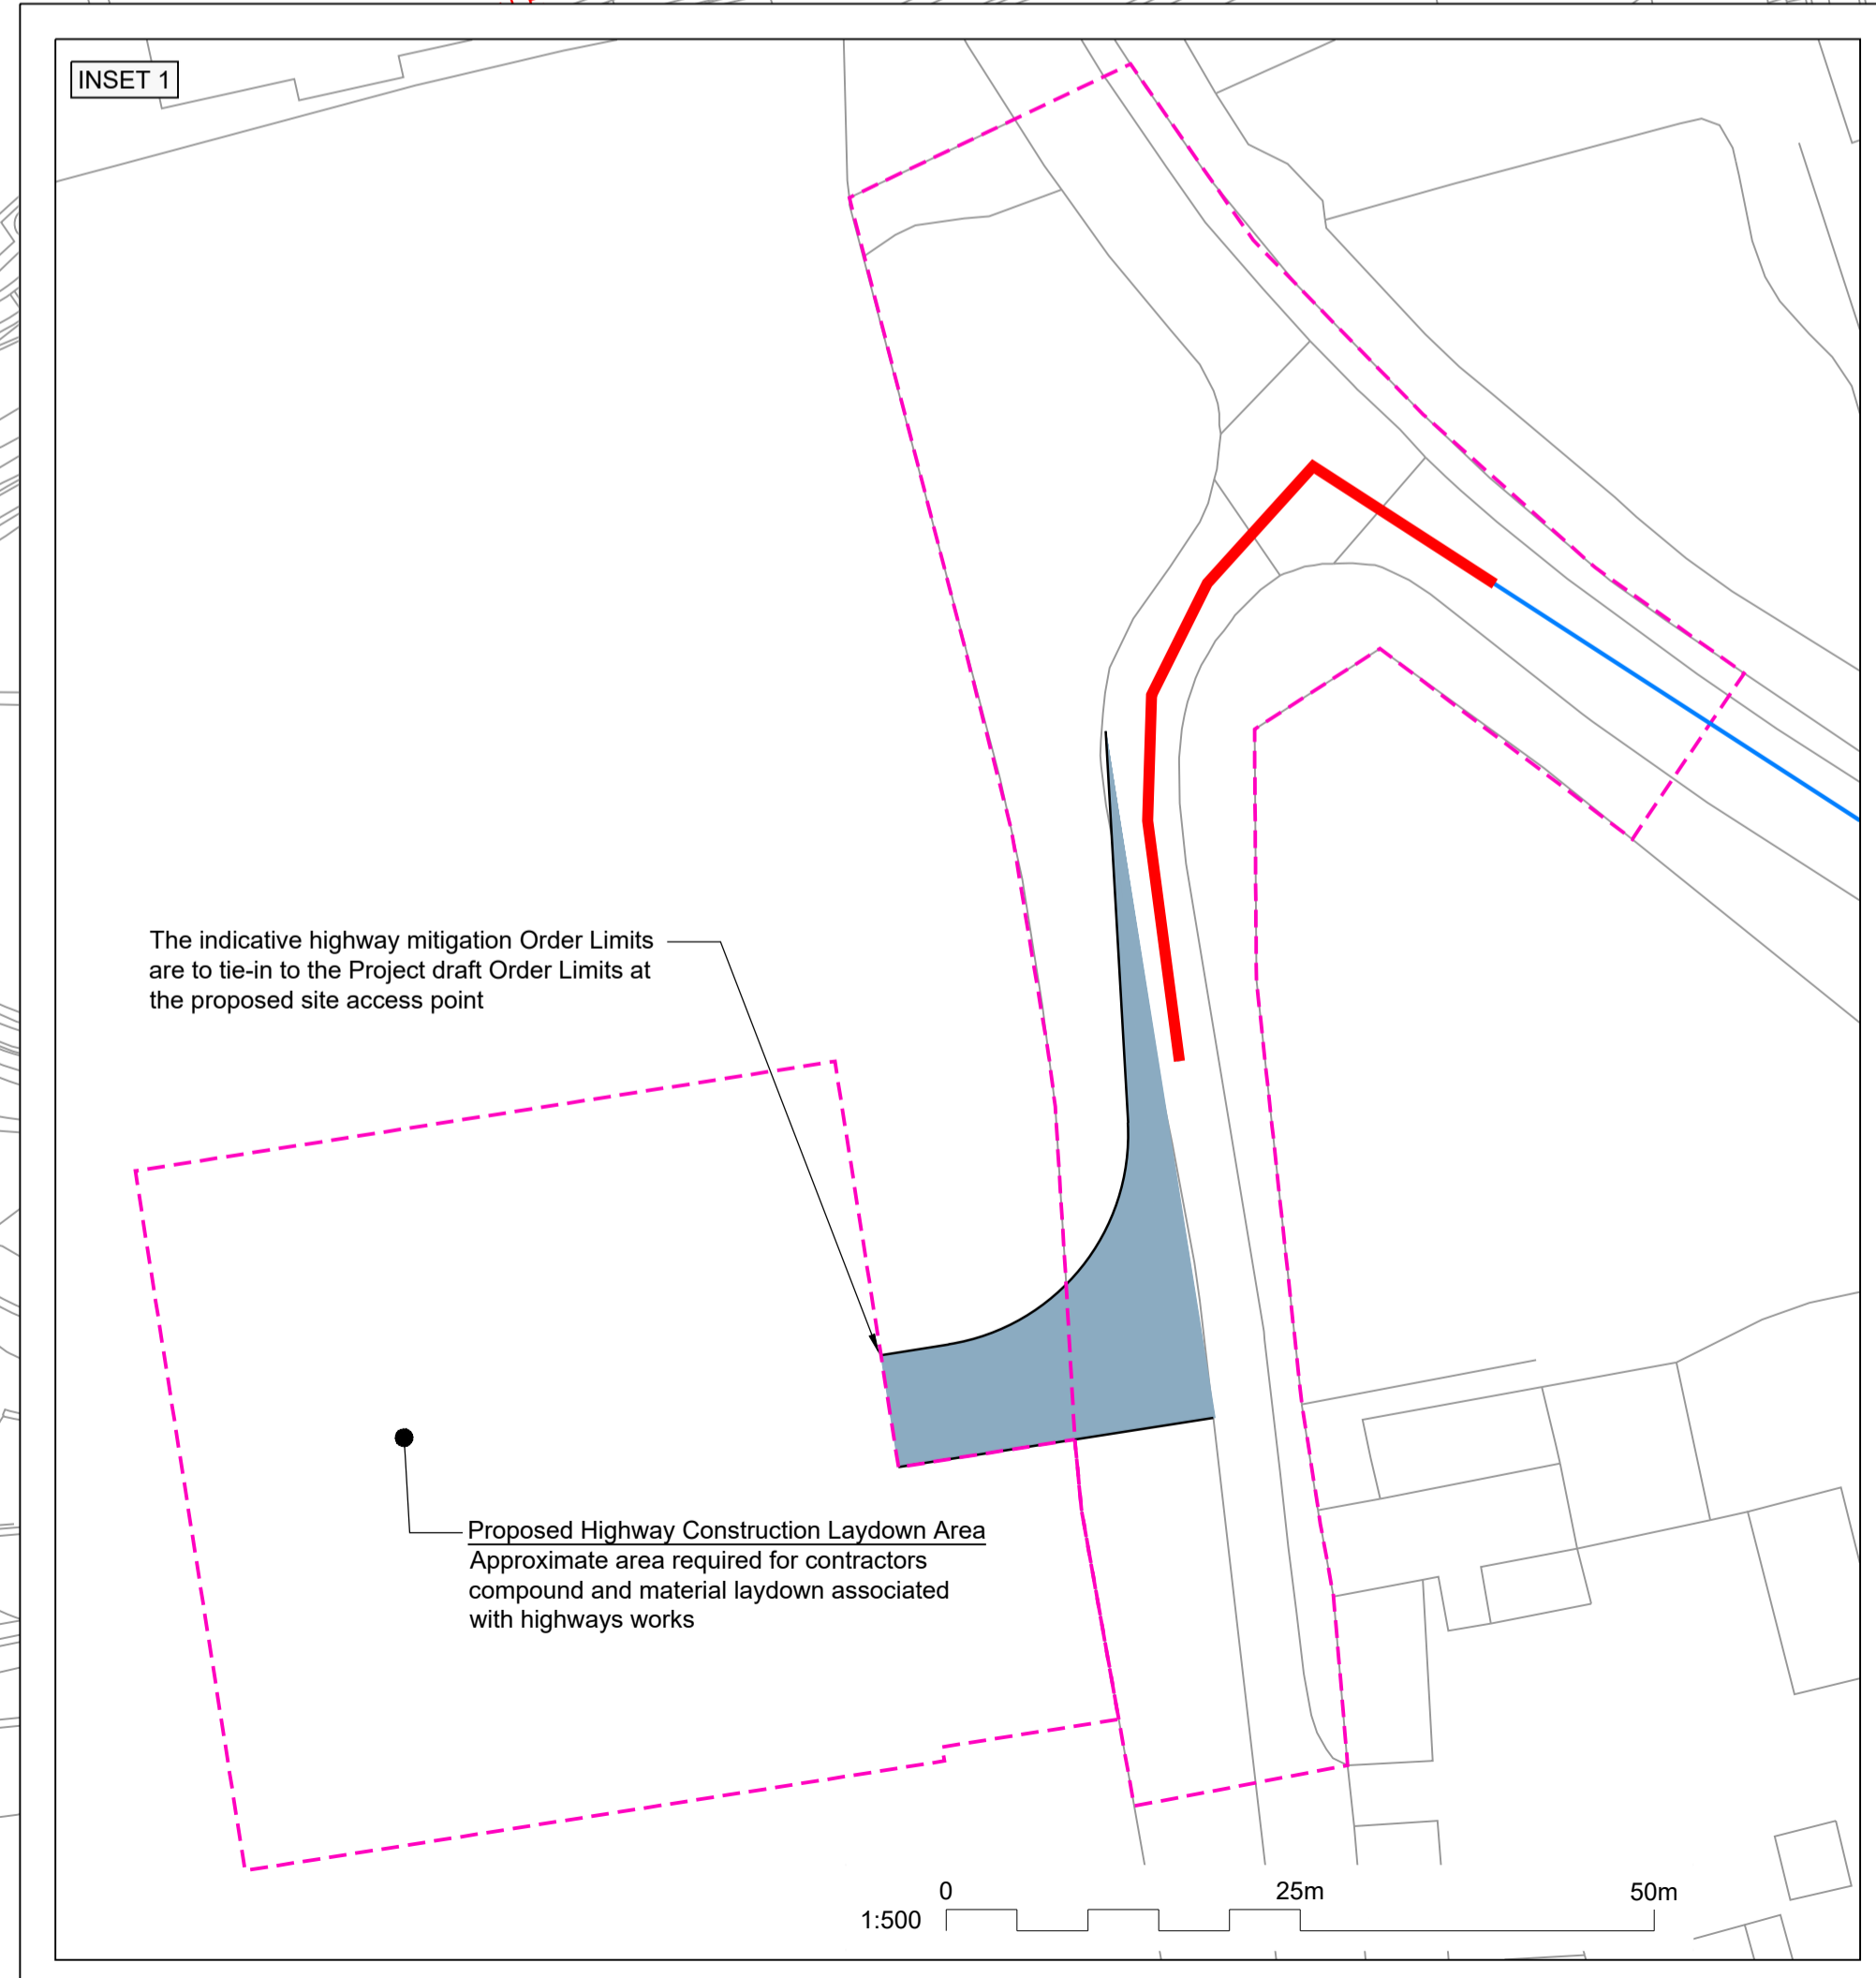 INSET 1
The indicative highway mitigation Order Limits
are to tie-in to the Project draft Order Limits at
the proposed site access point
Proposed Highway Construction Laydown Area
Approximate area required for contractors
compound and material laydown associated
with highways works
0 25m 50m
1:500